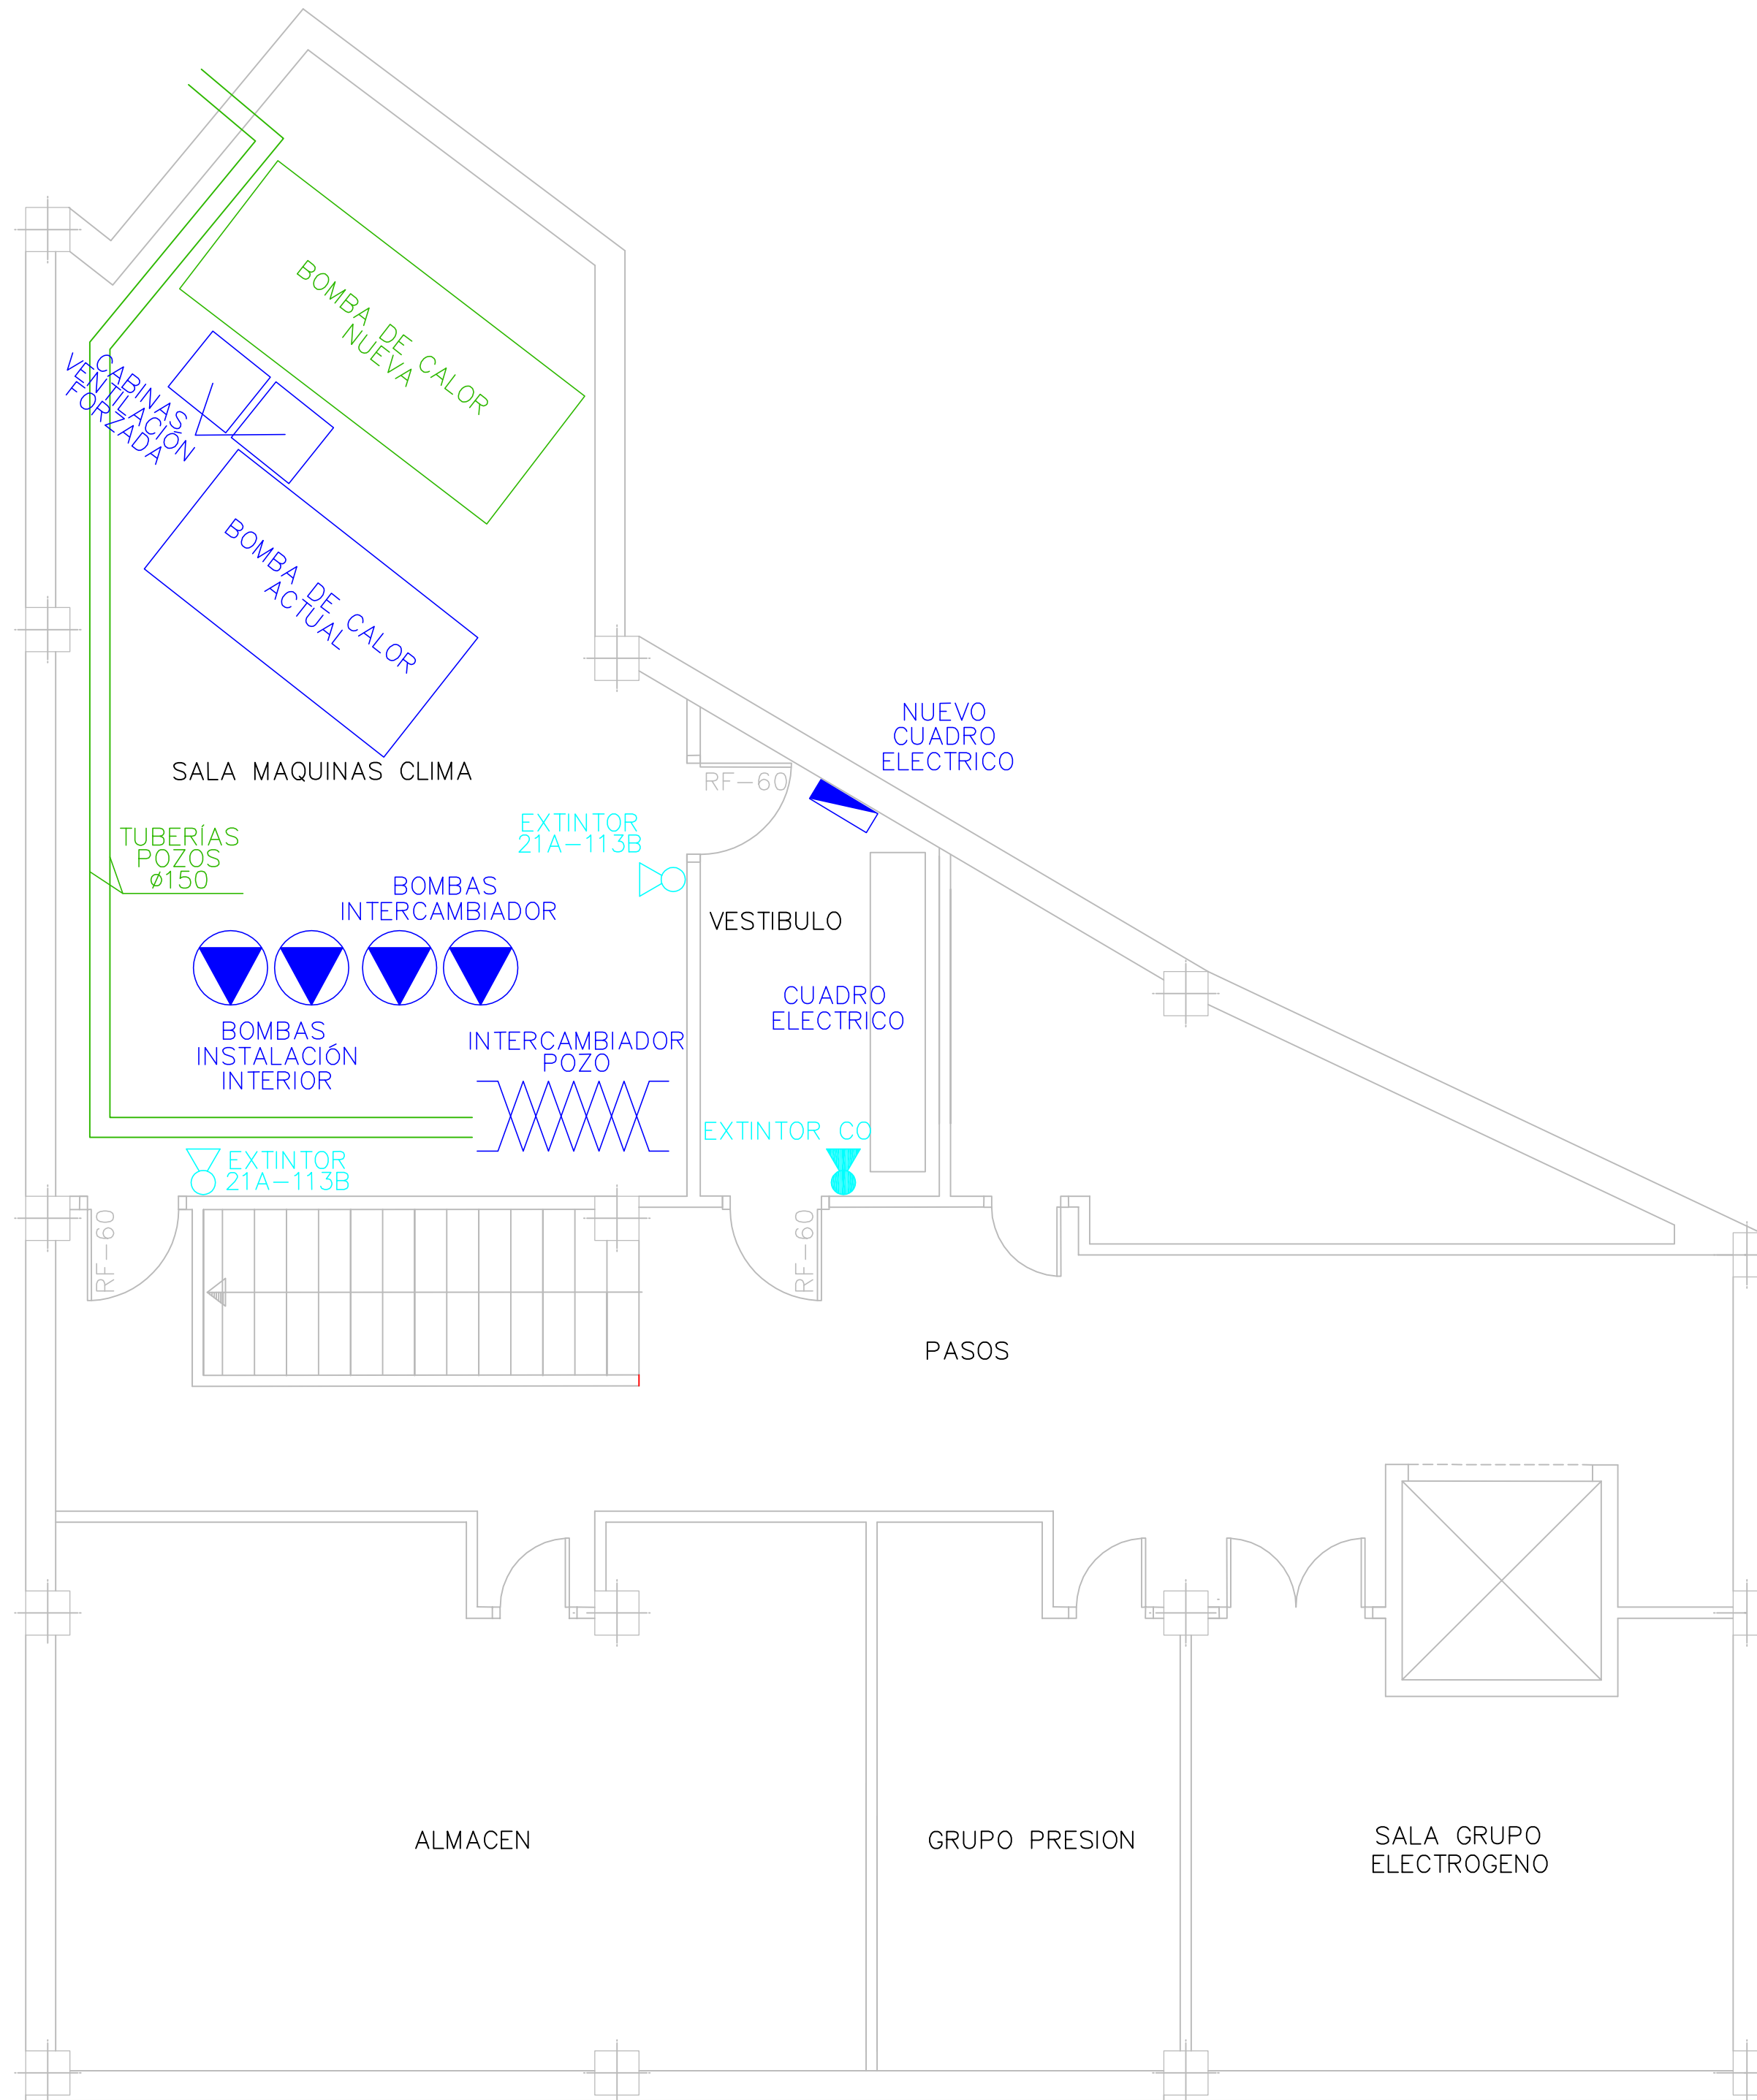 BOMBA DE CALOR
NUEVA
CABINAS
VENTILACIÓN
FORZADA
BOMBA DE CALOR
ACTUAL
NUEVO
CUADRO
ELECTRICO
SALA MAQUINAS CLIMA
RF-60
EXTINTOR
21A-113B
TUBERÍAS
POZOS
ø150
BOMBAS
INTERCAMBIADOR
VESTIBULO
CUADRO
ELECTRICO
BOMBAS
INSTALACIÓN
INTERIOR
INTERCAMBIADOR
POZO
EXTINTOR CO
EXTINTOR
21A-113B
RF-60
RF-60
PASOS
ALMACEN
GRUPO PRESION
SALA GRUPO
ELECTROGENO